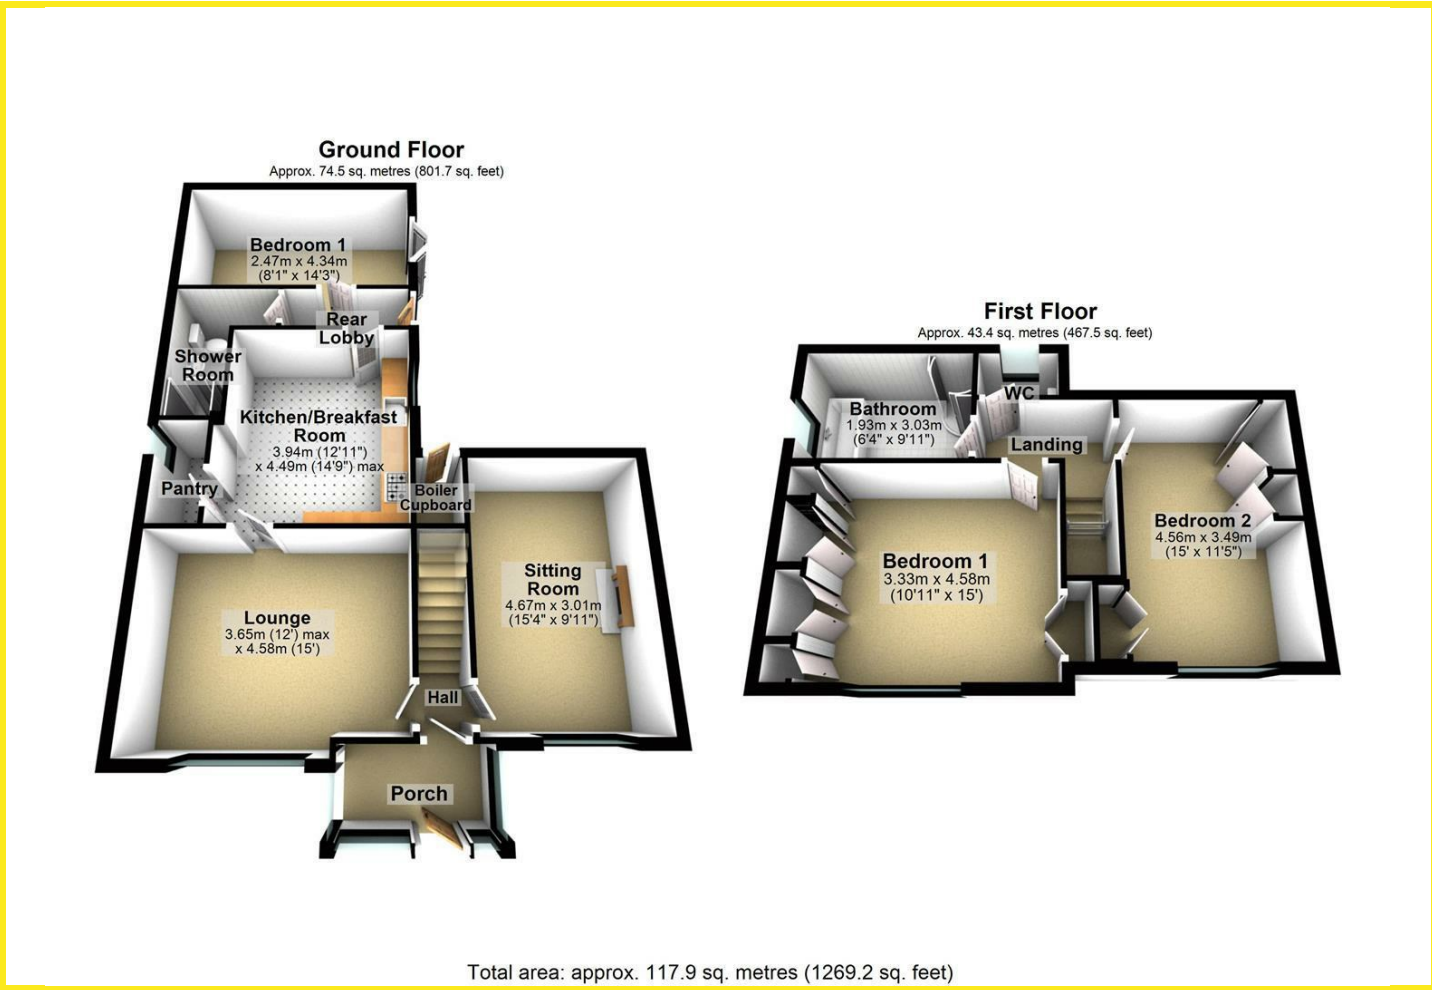 Ground Floor
Approx. 74.5 sq. metres (801.7 sq. feet)
Bedroom 1
2.47m x 4.34m
(8'1" x 14'3")
Rear
Lobby
Shower
Room
Kitchen/Breakfast
Room
3.94m (12'11")
x 4.49m (14'9") max
Pantry
Boiler
Cupboard
Sitting
Room
4.67m x 3.01m
(15'4" x 9'11")
Lounge
3.65m (12') max
x 4.58m (15')
Hall
Porch
First Floor
Approx. 43.4 sq. metres (467.5 sq. feet)
WC
Bathroom
1.93m x 3.03m
(6'4" x 9'11")
Landing
Bedroom 2
4.56m x 3.49m
(15' x 11'5")
Bedroom 1
3.33m x 4.58m
(10'11" x 15')
Total area: approx. 117.9 sq. metres (1269.2 sq. feet)